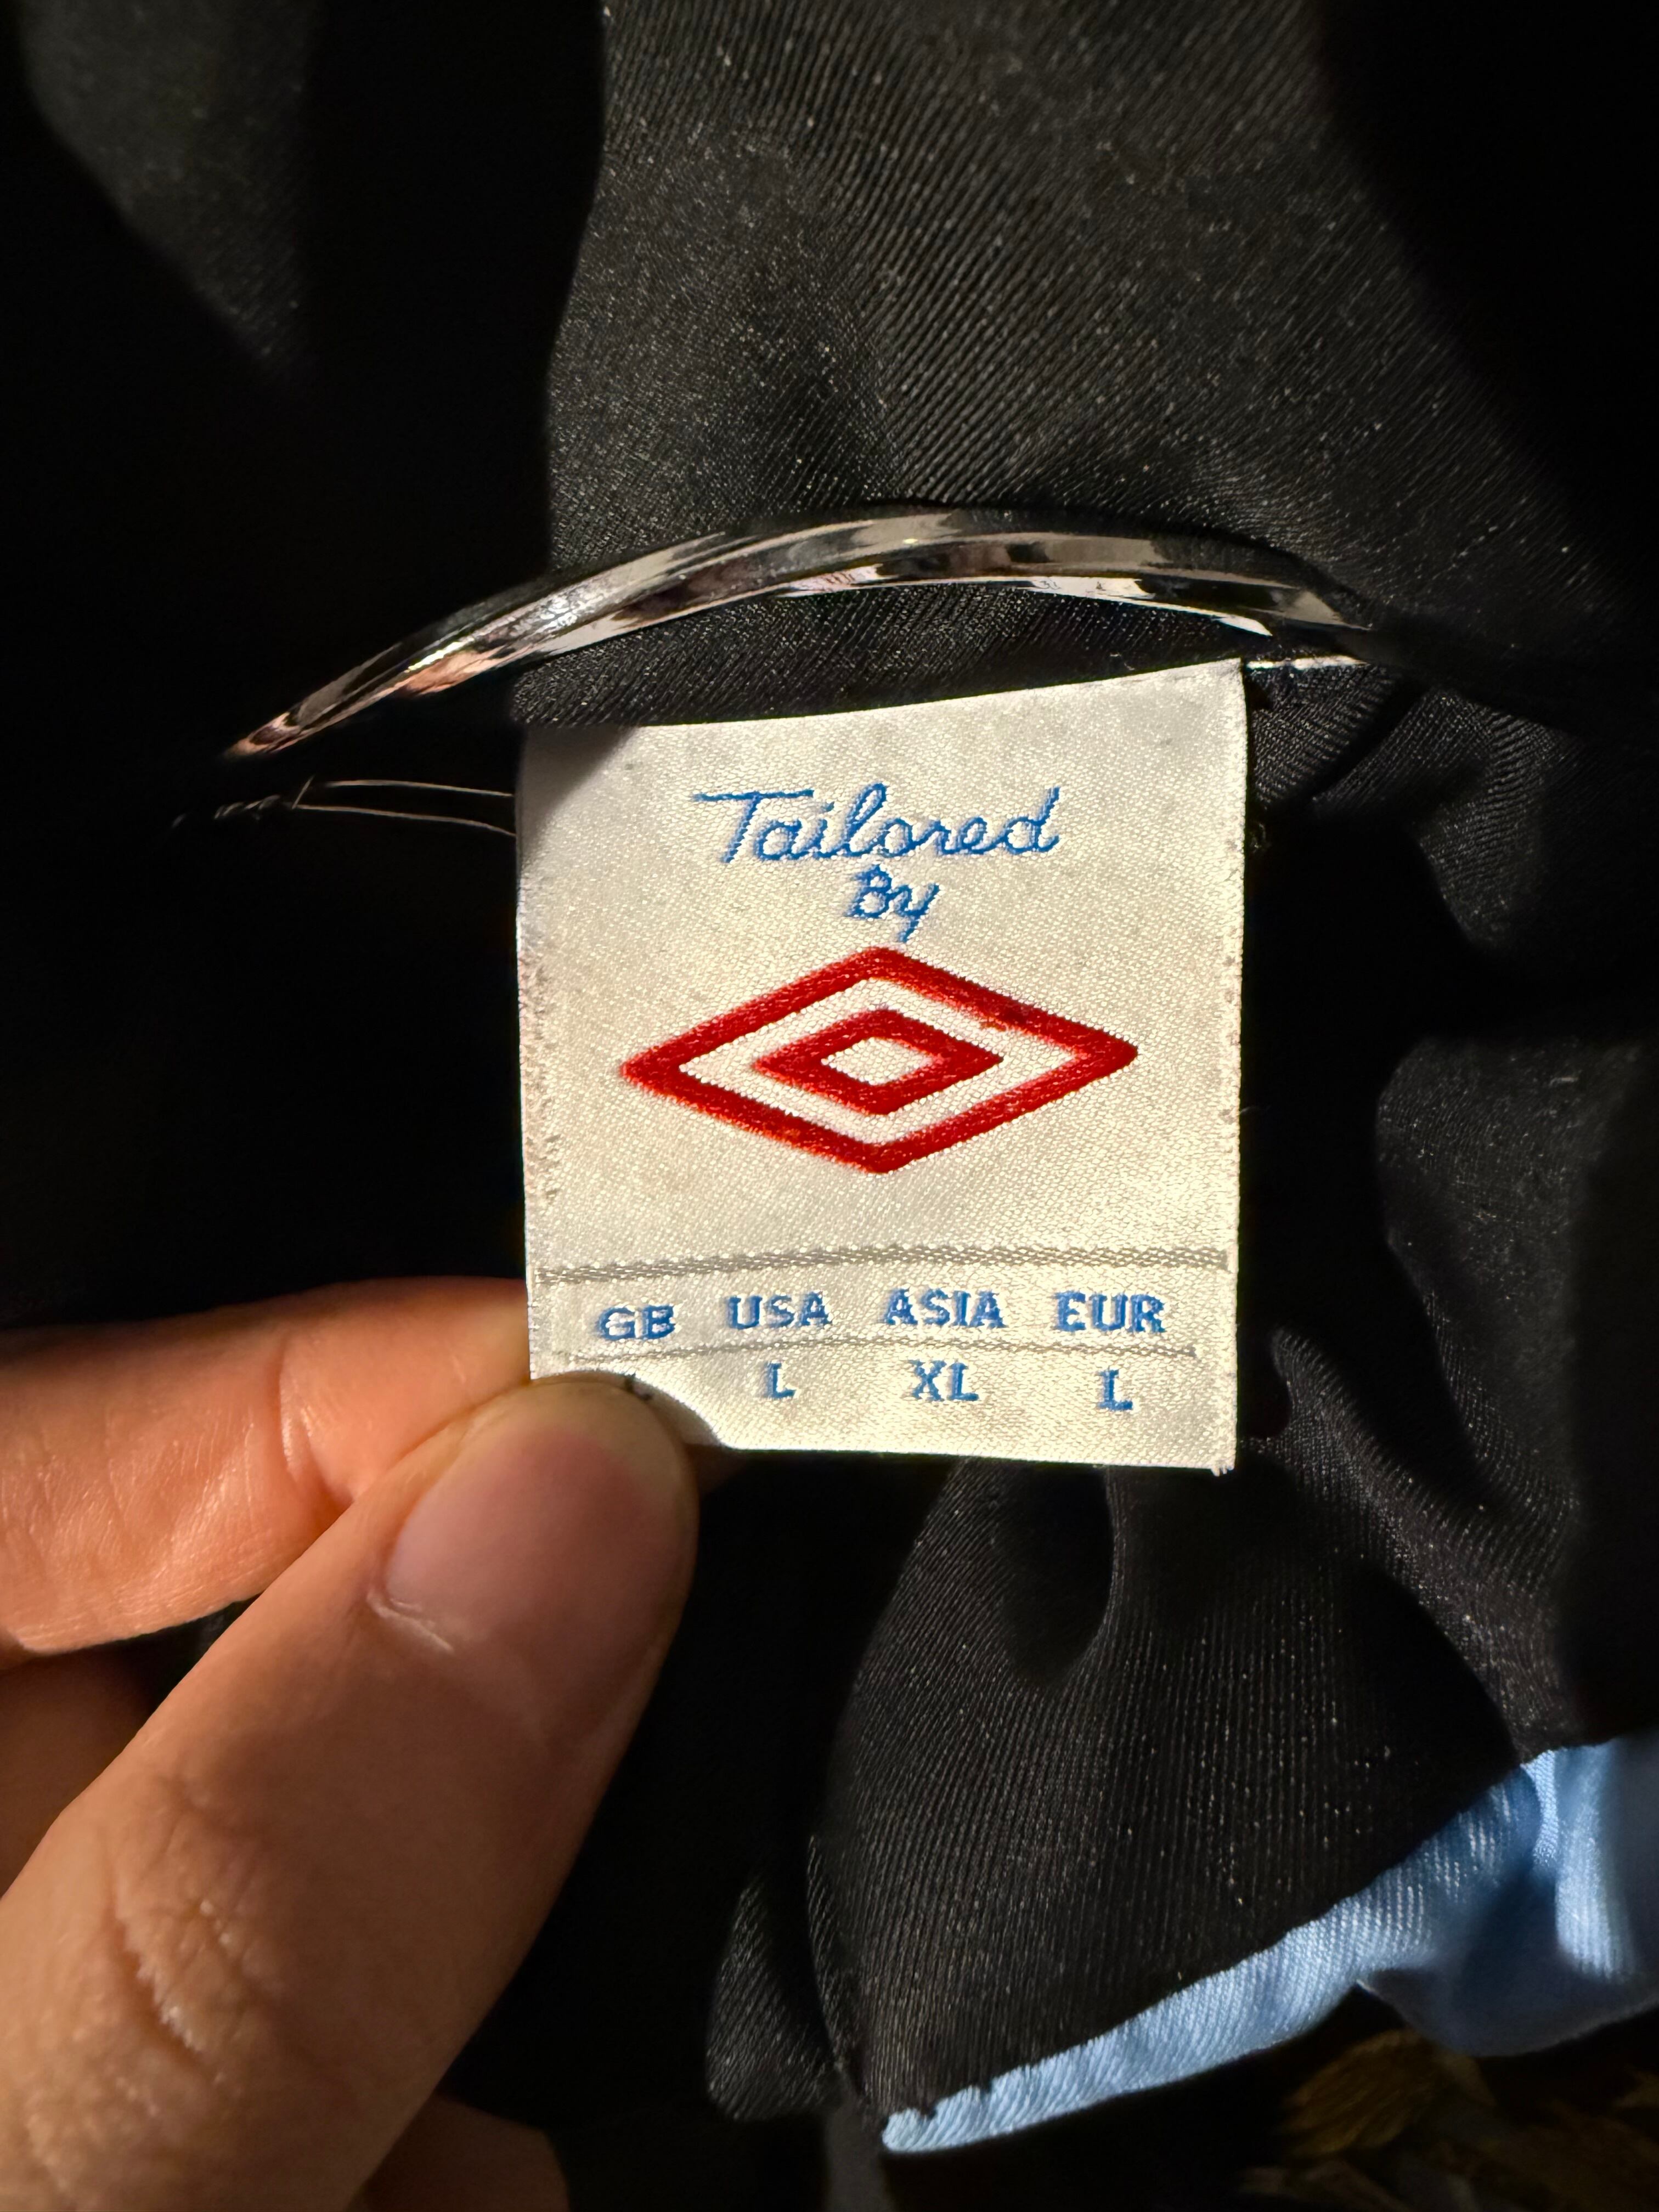 Tailored
By
GB USA ASIA EUR
L XL L